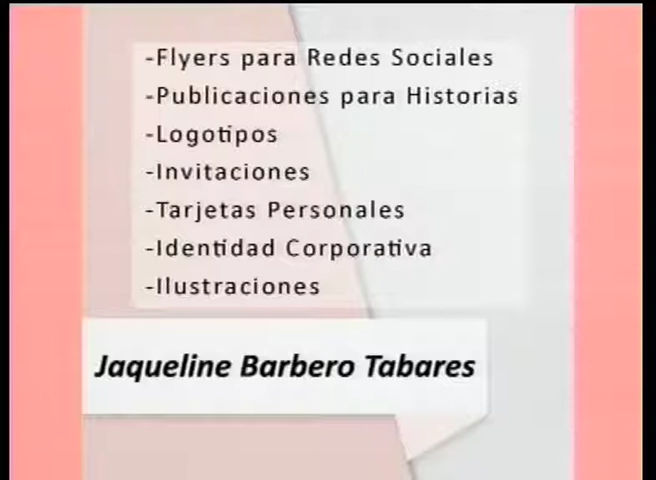 -Flyers para Redes Sociales
-Publicaciones para Historias
-Logotipos
-Invitaciones
-Tarjetas Personales
-Identidad Corporativa
-Ilustraciones
Jaqueline Barbero Tabares